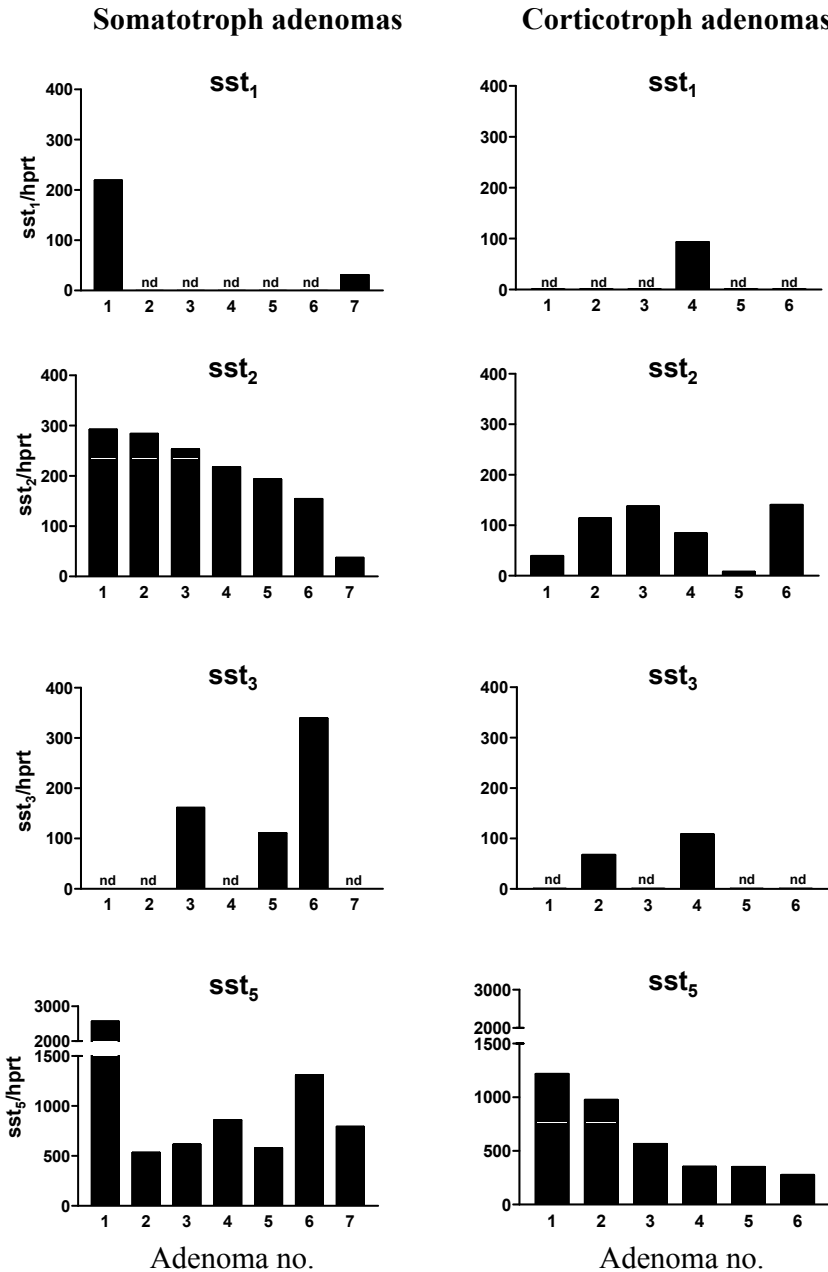 Somatotroph adenomas
Corticotroph adenomas
sst1
400
300
200
100
0
sst1/hprt
nd nd nd nd nd
1 2 3 4 5 6 7
sst1
400
300
200
100
0
nd nd nd nd nd
1 2 3 4 5 6
sst2
400
300
200
100
0
sst2/hprt
1 2 3 4 5 6 7
sst2
400
300
200
100
0
1 2 3 4 5 6
sst3
400
300
200
100
0
sst3/hprt
nd nd nd nd
1 2 3 4 5 6 7
sst3
400
300
200
100
0
nd nd nd nd
1 2 3 4 5 6
sst5
3000
2000
1500
1000
500
0
sst5/hprt
1 2 3 4 5 6 7
Adenoma no.
sst5
3000
2000
1500
1000
500
0
1 2 3 4 5 6
Adenoma no.